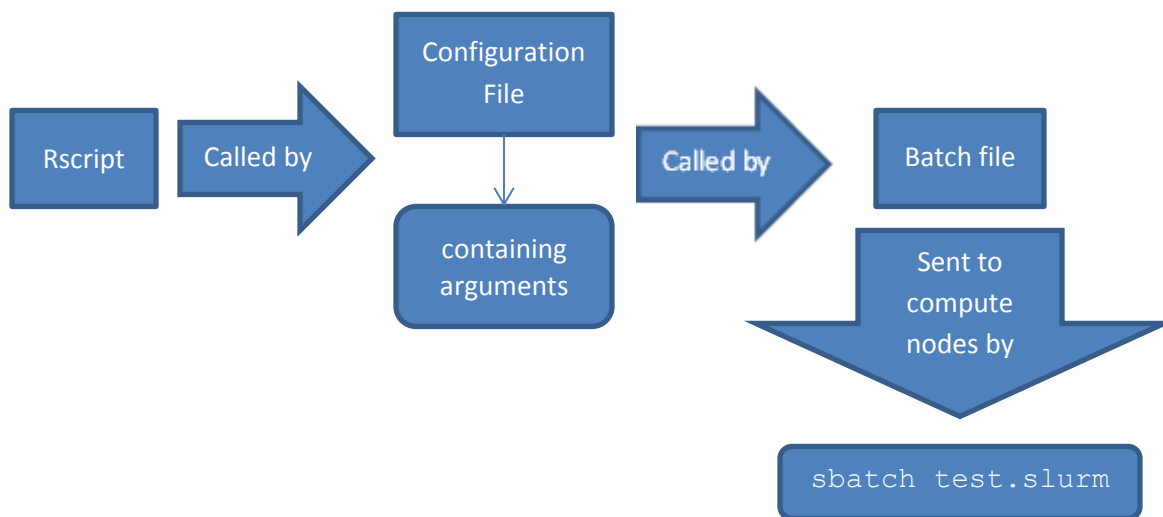 Rscript
Called by
Configuration
File
containing
arguments
Called by
Batch file
Sent to
compute
nodes by
sbatch test.slurm